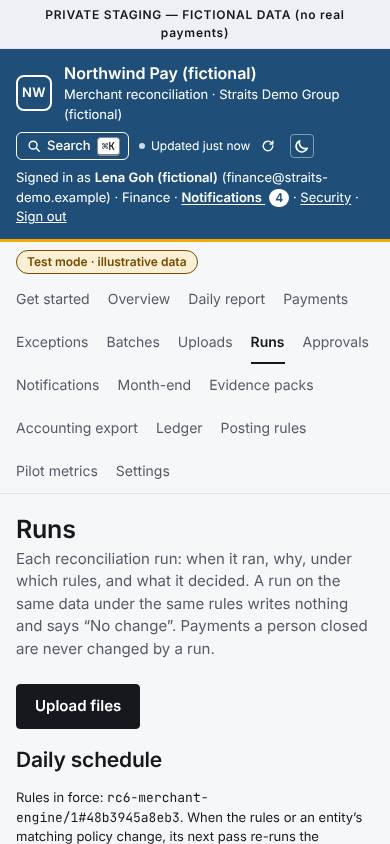 PRIVATE STAGING — FICTIONAL DATA (no real
payments)
NW
Northwind Pay (fictional)
Merchant reconciliation · Straits Demo Group
(fictional)
Search ⌘K
Updated just now
Signed in as Lena Goh (fictional) (finance@straits-
demo.example) · Finance · Notifications 4 · Security ·
Sign out
Test mode · illustrative data
Get started Overview Daily report Payments
Exceptions Batches Uploads Runs Approvals
Notifications Month-end Evidence packs
Accounting export Ledger Posting rules
Pilot metrics Settings
Runs
Each reconciliation run: when it ran, why, under
which rules, and what it decided. A run on the
same data under the same rules writes nothing
and says “No change”. Payments a person closed
are never changed by a run.
Upload files
Daily schedule
Rules in force: rc6-merchant-
engine/1#48b3945a8eb3. When the rules or an entity’s
matching policy change, its next pass re-runs the